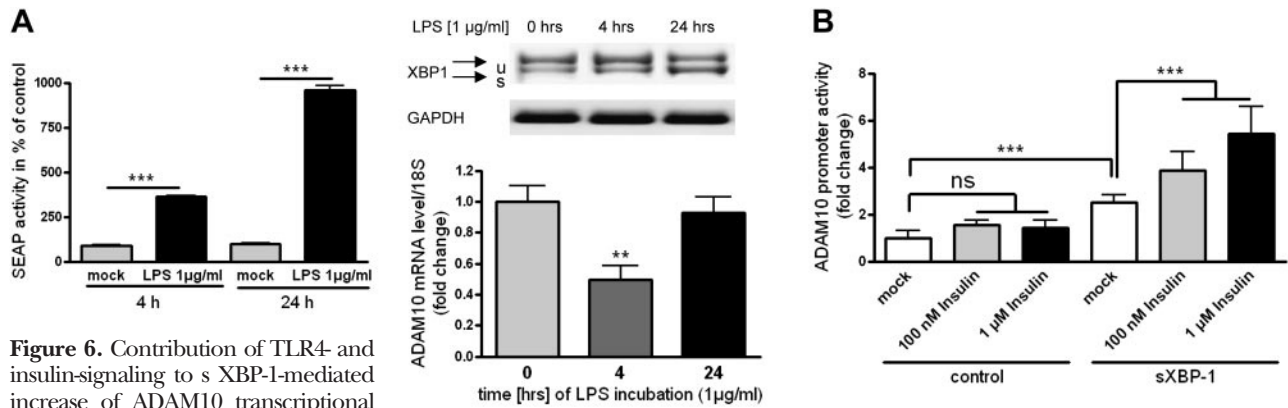 A
SEAP activity in % of control
1000
750
500
250
0
***
***
mock
LPS 1µg/ml
mock
LPS 1µg/ml
4 h
24 h
Figure 6. Contribution of TLR4- and
insulin-signaling to s XBP-1-mediated
increase of ADAM10 transcriptional
LPS [1 µg/ml] 0 hrs 4 hrs 24 hrs
XBP1
u
s
GAPDH
ADAM10 mRNA level/18S
(fold change)
1.2
1.0
0.8
0.6
0.4
0.2
0.0
**
0 4 24
time [hrs] of LPS incubation (1µg/ml)
B
ADAM10 promoter activity
(fold change)
8
6
4
2
0
ns
***
***
mock
100 nM Insulin
1 µM Insulin
mock
100 nM Insulin
1 µM Insulin
control
sXBP-1